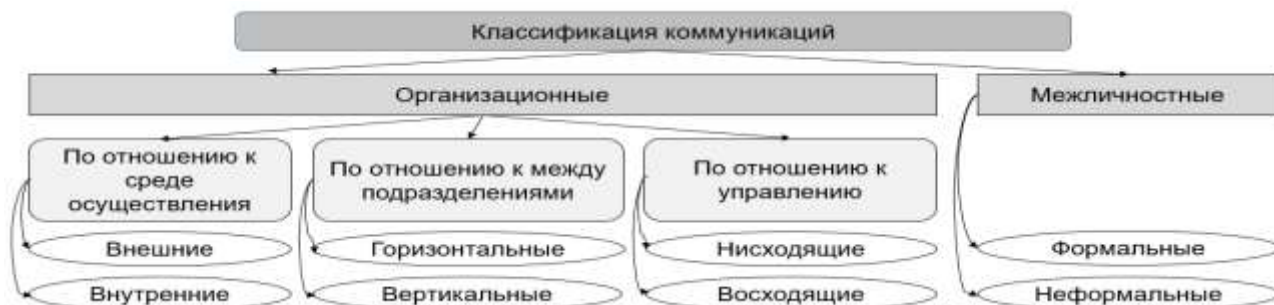 Классификация коммуникаций
Организационные
Межличностные
По отношению к
среде
осуществления
По отношению к между
подразделениями
По отношению к
управлению
Внешние
Горизонтальные
Нисходящие
Формальные
Внутренние
Вертикальные
Восходящие
Неформальные